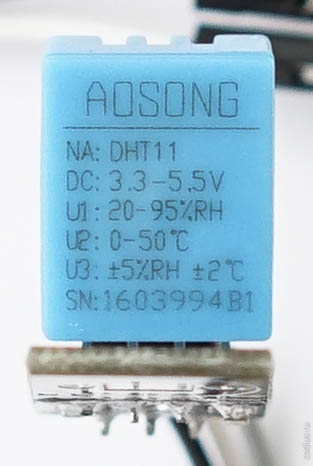 AOSONG
NA: DHT11
DC: 3.3-5.5V
U1: 20-95%RH
U2: 0-50℃
U3: ±5%RH ±2℃
SN:1603994B1